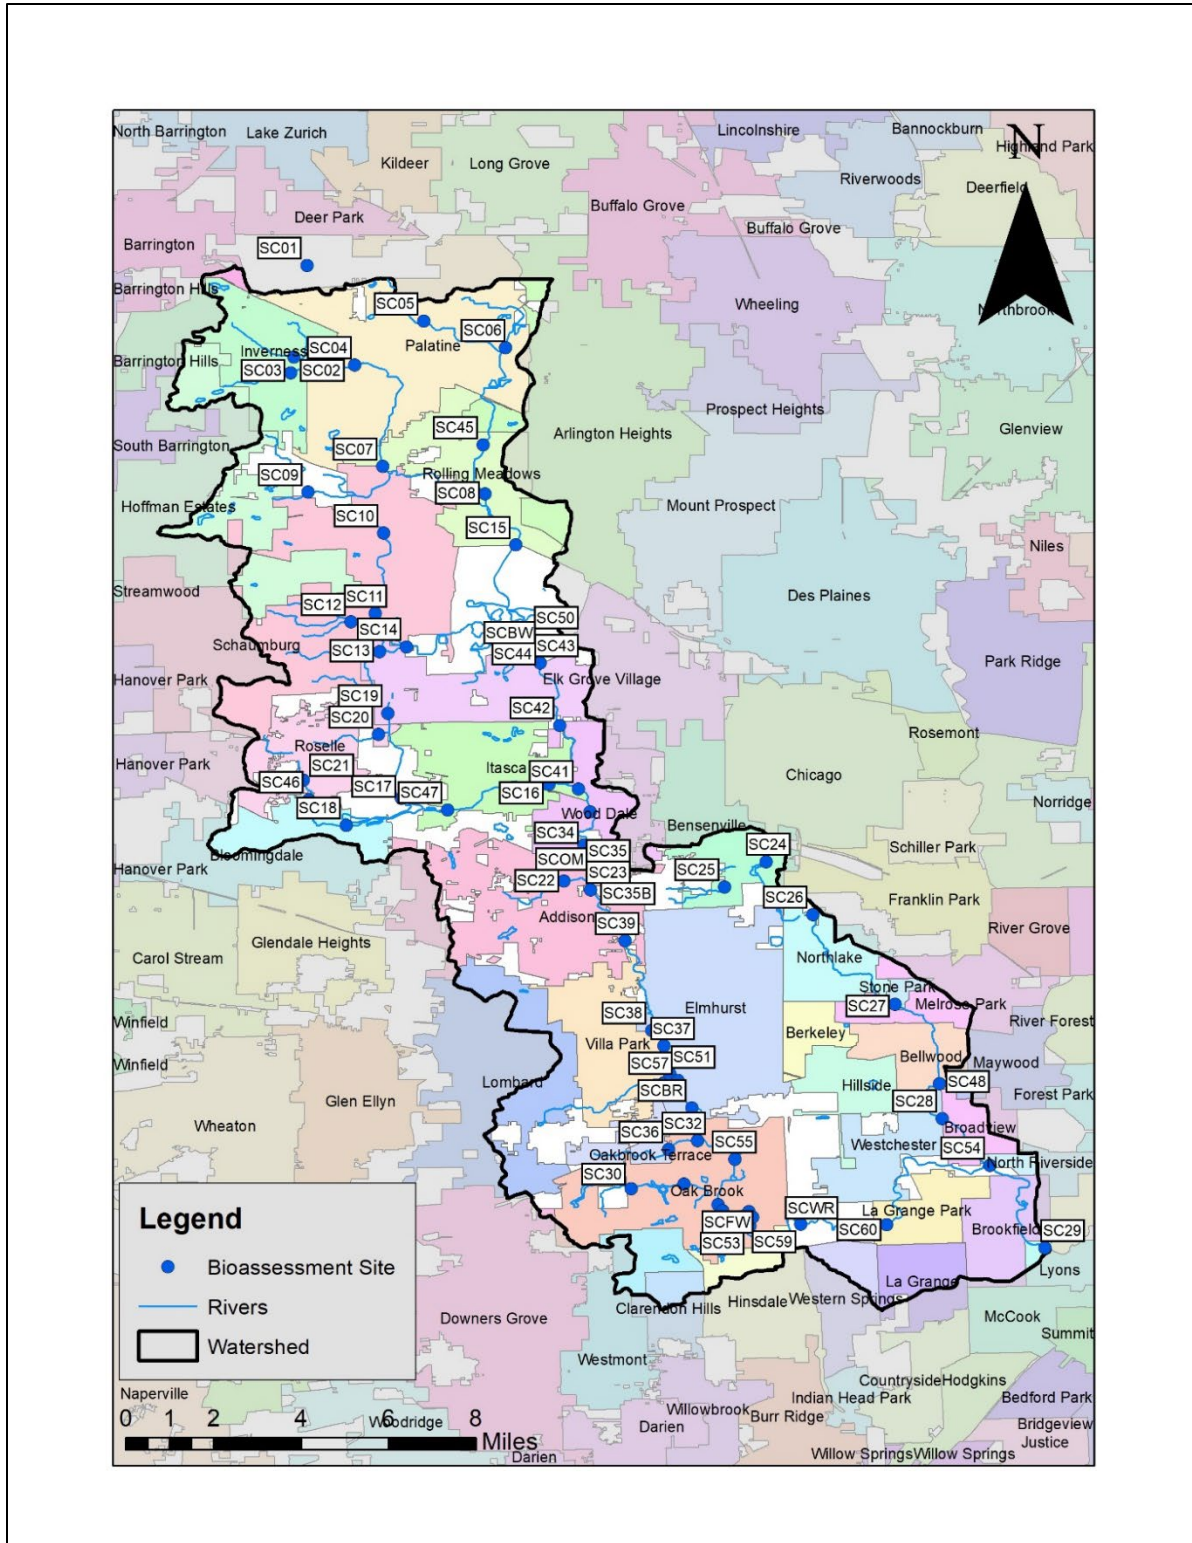 North Barrington
Lake Zurich
Kildeer
Long Grove
Lincolnshire
Bannockburn
N
Highland Park
Riverwoods
Deerfield
Buffalo Grove
Deer Park
Buffalo Grove
Barrington
SC01
Barrington Hills
Wheeling
Northbrook
SC05
SC06
Palatine
Inverness
SC04
Barrington Hills
SC03
SC02
Prospect Heights
Glenview
South Barrington
SC45
Arlington Heights
SC07
Rolling Meadows
SC09
SC08
Hoffman Estates
Mount Prospect
SC10
SC15
Niles
Streamwood
Des Plaines
SC12
SC11
SC50
SC14
SCBW
SC43
Schaumburg
SC13
SC44
Park Ridge
Hanover Park
Elk Grove Village
SC19
SC42
SC20
Rosemont
Roselle
Hanover Park
SC21
Itasca
SC41
Chicago
SC46
SC17
SC47
SC16
Norridge
SC18
Wood Dale
Bensenville
SC34
Schiller Park
Bloomingdale
SC35
SC24
Hanover Park
SCOM
SC23
SC25
SC22
SC35B
SC26
Franklin Park
Addison
SC39
River Grove
Glendale Heights
Carol Stream
Northlake
Stone Park
SC27
Melrose Park
Elmhurst
SC38
Winfield
SC37
Berkeley
River Forest
Villa Park
Bellwood
Winfield
SC57
SC51
Maywood
Lombard
Hillside
SC48
SCBR
Forest Park
Glen Ellyn
SC28
Wheaton
SC32
Broadview
SC36
SC55
Westchester
SC54
Oakbrook Terrace
North Riverside
SC30
Oak Brook
Legend
SCFW
SCWR
La Grange Park
SC60
Brookfield
SC53
SC59
SC29
Bioassessment Site
Lyons
La Grange
Rivers
Clarendon Hills
Hinsdale
Western Springs
Downers Grove
McCook
Watershed
Summit
Westmont
Countryside
Hodgkins
Naperville
Indian Head Park
Bedford Park
Willowbrook
Burr Ridge
0 1 2 4 6 8
Woodridge
Darien
Bridgeview
Miles
Justice
Darien
Willow Springs
Willow Springs